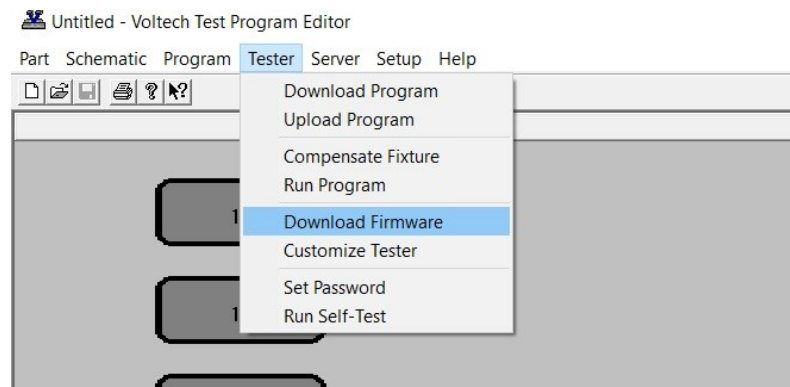 Untitled - Voltech Test Program Editor
Part Schematic Program Tester Server Setup Help
Download Program
Upload Program
Compensate Fixture
Run Program
1
Download Firmware
Customize Tester
Set Password
Run Self-Test
1